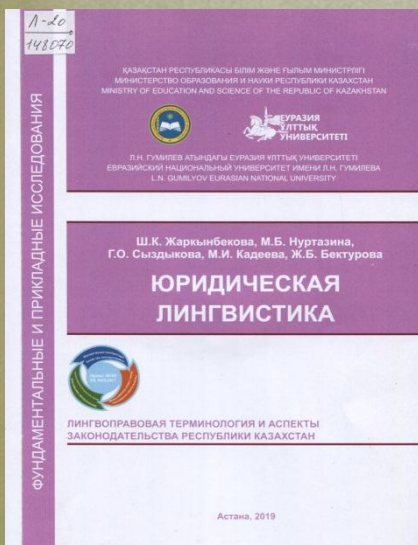 Л-20
148070
ҚАЗАҚСТАН РЕСПУБЛИКАСЫ БІЛІМ ЖӘНЕ ҒЫЛЫМ МИНИСТРЛІГІ
МИНИСТЕРСТВО ОБРАЗОВАНИЯ И НАУКИ РЕСПУБЛИКИ КАЗАХСТАН
MINISTRY OF EDUCATION AND SCIENCE OF THE REPUBLIC OF KAZAKHSTAN
ЕУРАЗИЯ
ҰЛТТЫҚ
УНИВЕРСИТЕТІ
Л.Н. ГУМИЛЕВ АТЫНДАҒЫ ЕУРАЗИЯ ҰЛТТЫҚ УНИВЕРСИТЕТІ
ЕВРАЗИЙСКИЙ НАЦИОНАЛЬНЫЙ УНИВЕРСИТЕТ ИМЕНИ Л.Н. ГУМИЛЕВА
L.N. GUMILYOV EURASIAN NATIONAL UNIVERSITY
ФУНДАМЕНТАЛЬНЫЕ И ПРИКЛАДНЫЕ ИССЛЕДОВАНИЯ
Ш.К. Жаркынбекова, М.Б. Нуртазина,
Г.О. Сыздыкова, М.И. Кадеева, Ж.Б. Бектурова
ЮРИДИЧЕСКАЯ
ЛИНГВИСТИКА
ЛИНГВОПРАВОВАЯ ТЕРМИНОЛОГИЯ И АСПЕКТЫ
ЗАКОНОДАТЕЛЬСТВА РЕСПУБЛИКИ КАЗАХСТАН
Астана, 2019